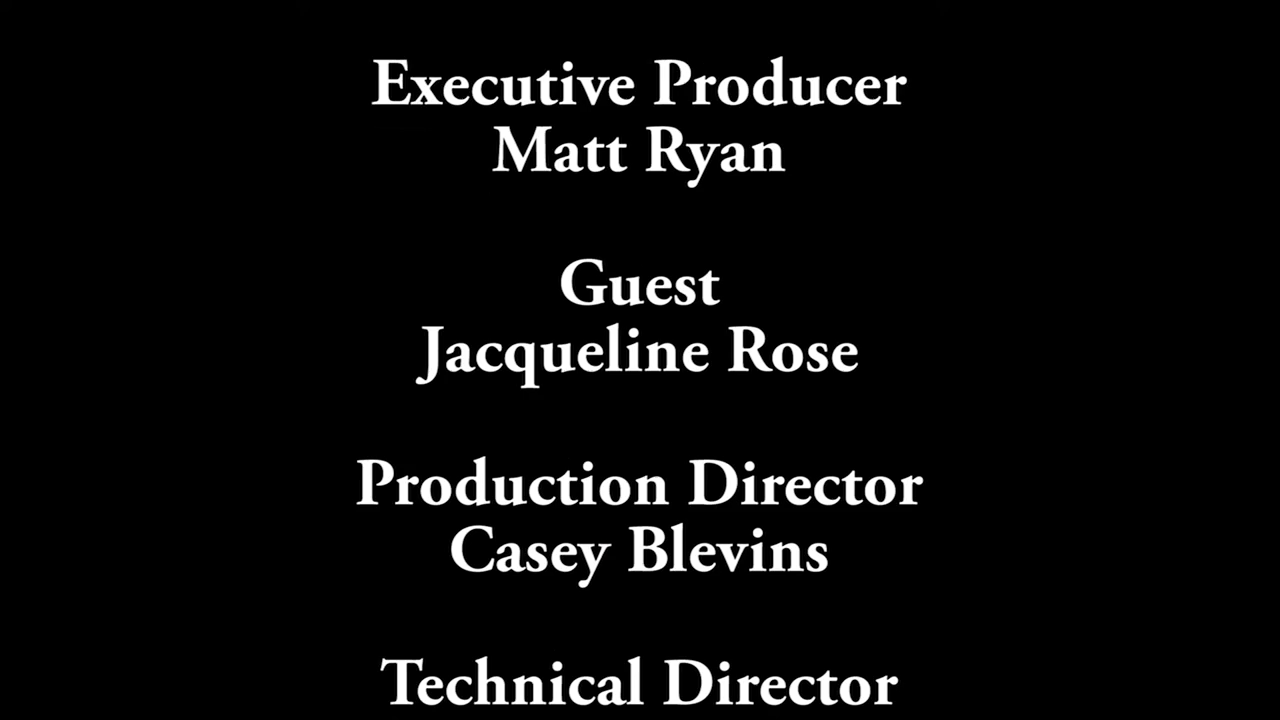 Executive Producer
Matt Ryan
Guest
Jacqueline Rose
Production Director
Casey Blevins
Technical Director